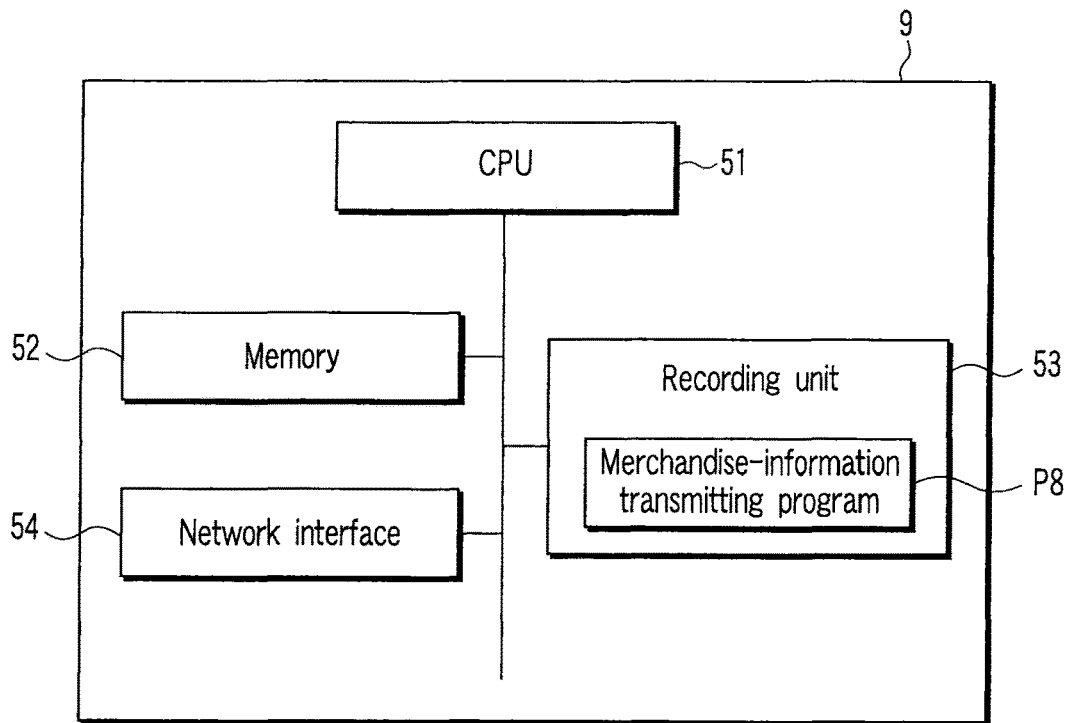 9
CPU
51
52
Memory
Recording unit
53
Merchandise-information
transmitting program
P8
54
Network interface